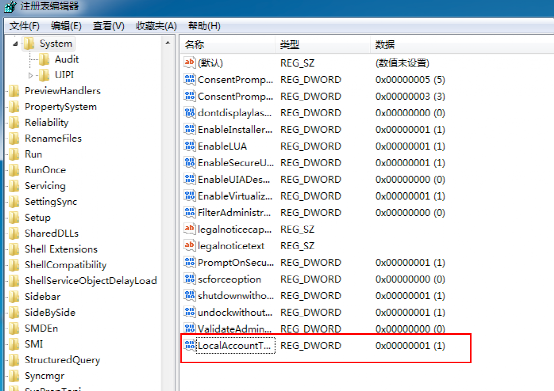 注册表编辑器
文件(F) 编辑(E) 查看(V) 收藏夹(A) 帮助(H)
System
Audit
UIPI
PreviewHandlers
PropertySystem
Reliability
RenameFiles
Run
RunOnce
Servicing
SettingSync
Setup
SharedDLLs
Shell Extensions
ShellCompatibility
ShellServiceObjectDelayLoad
Sidebar
SideBySide
SMDEn
SMI
StructuredQuery
Syncmgr
SysPrepTapi
名称 类型 数据
(默认) REG_SZ (数值未设置)
ConsentPromp... REG_DWORD 0x00000005 (5)
ConsentPromp... REG_DWORD 0x00000003 (3)
dontdisplaylas... REG_DWORD 0x00000000 (0)
EnableInstaller... REG_DWORD 0x00000001 (1)
EnableLUA REG_DWORD 0x00000001 (1)
EnableSecureU... REG_DWORD 0x00000001 (1)
EnableUIADes... REG_DWORD 0x00000000 (0)
EnableVirtualiz... REG_DWORD 0x00000001 (1)
FilterAdministr... REG_DWORD 0x00000000 (0)
legalnoticecap... REG_SZ
legalnoticetext REG_SZ
PromptOnSecu... REG_DWORD 0x00000001 (1)
scforceoption REG_DWORD 0x00000000 (0)
shutdownwitho... REG_DWORD 0x00000001 (1)
undockwithout... REG_DWORD 0x00000001 (1)
ValidateAdmin... REG_DWORD 0x00000000 (0)
LocalAccountT... REG_DWORD 0x00000001 (1)